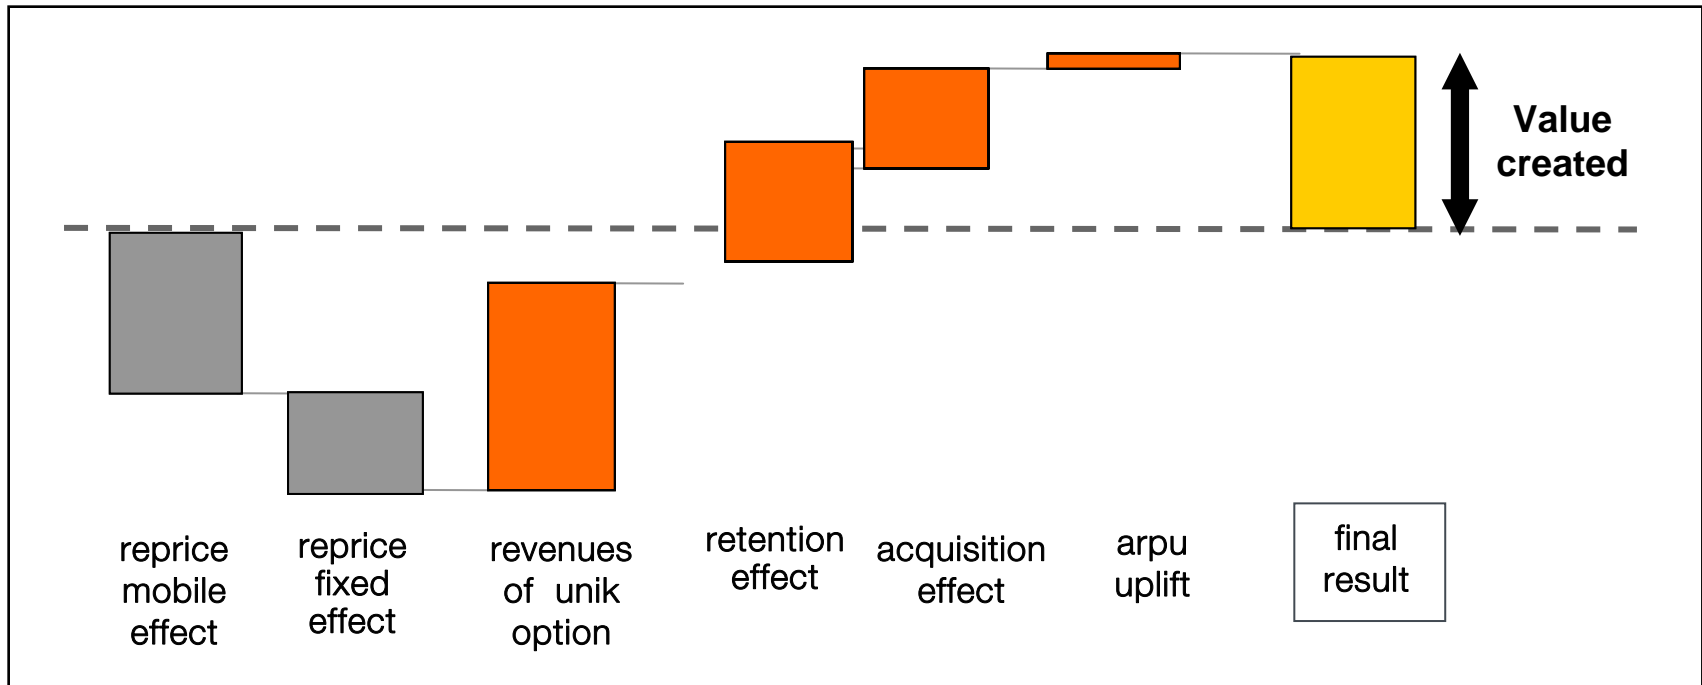 Value
created
reprice
mobile
effect
reprice
fixed
effect
revenues
of unik
option
retention
effect
acquisition
effect
arpu
uplift
final
result